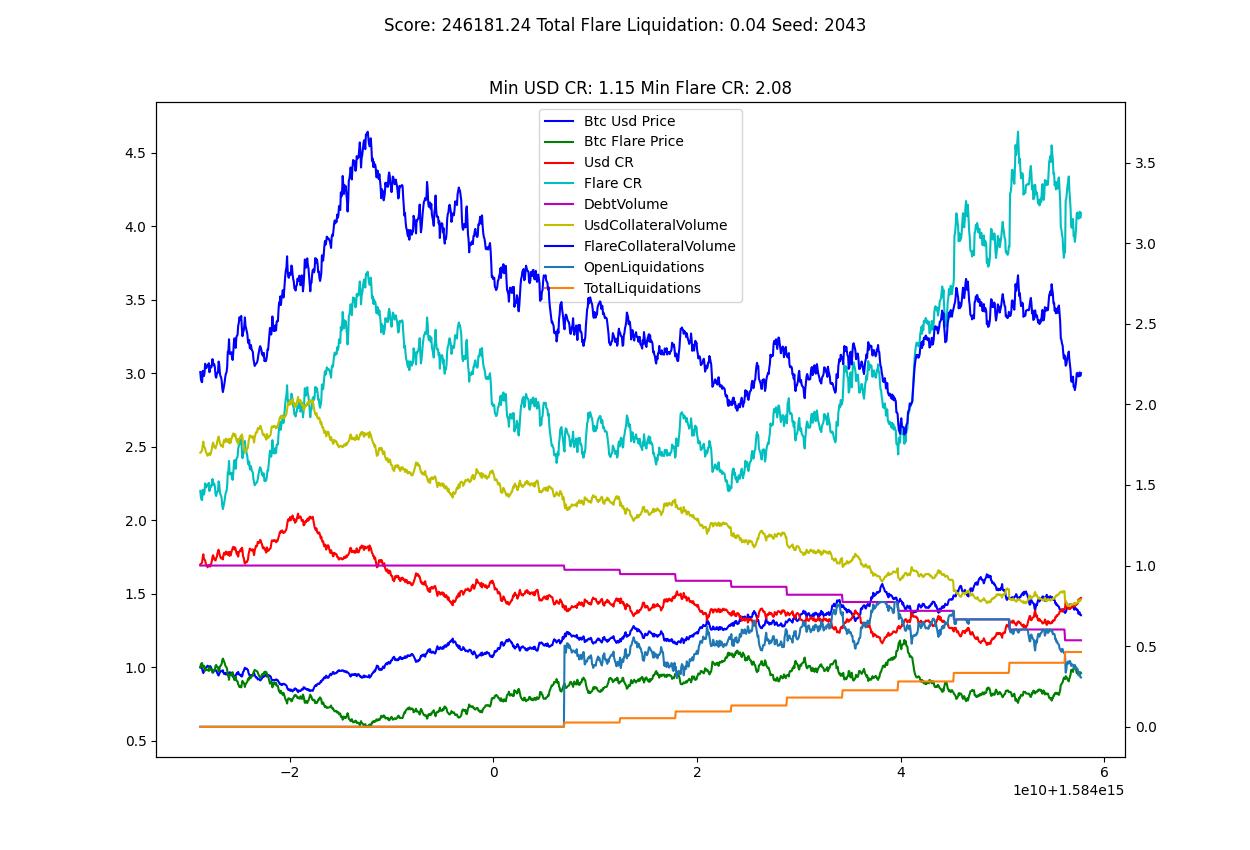 Score: 246181.24 Total Flare Liquidation: 0.04 Seed: 2043
Min USD CR: 1.15 Min Flare CR: 2.08
Btc Usd Price
Btc Flare Price
Usd CR
Flare CR
DebtVolume
UsdCollateralVolume
FlareCollateralVolume
OpenLiquidations
TotalLiquidations
4.5
4.0
3.5
3.0
2.5
2.0
1.5
1.0
0.5
3.5
3.0
2.5
2.0
1.5
1.0
0.5
0.0
−2 0 2 4 6
1e10+1.584e15